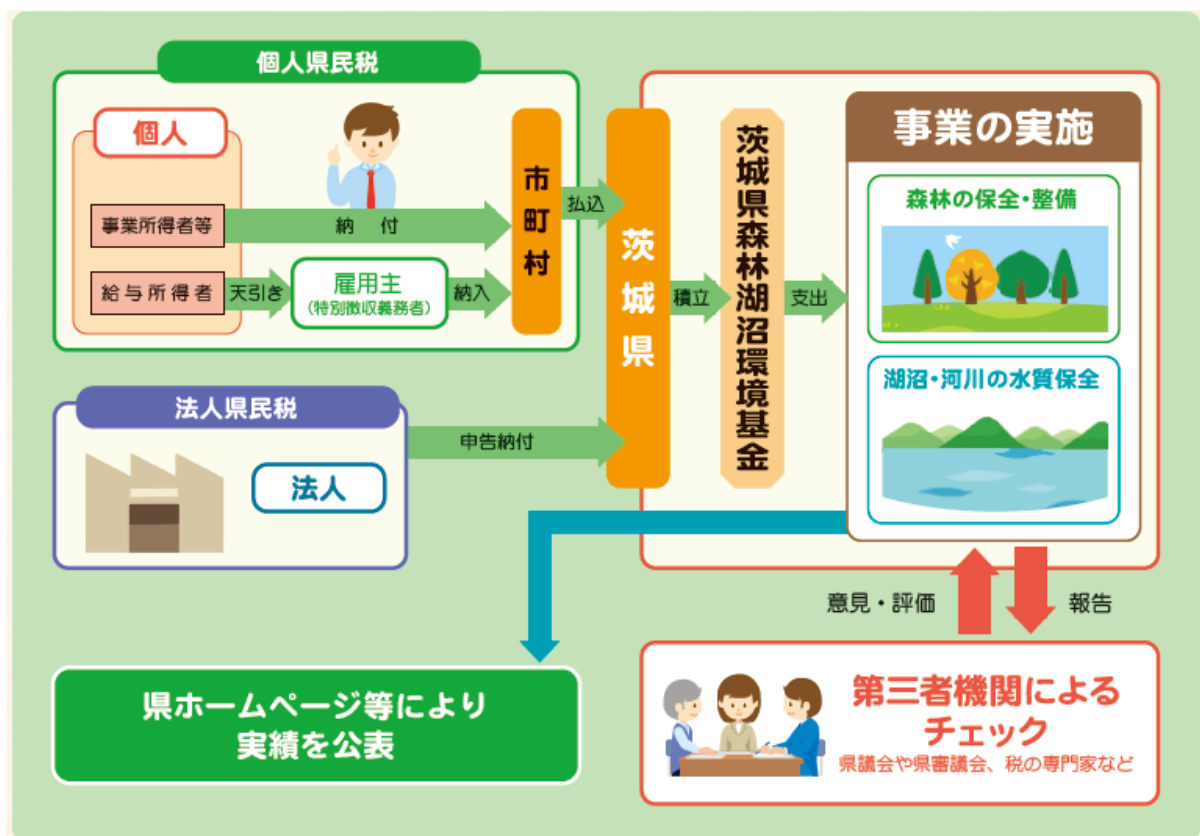 個人県民税
個人
事業所得者等
納 付
給与所得者
天引き
雇用主
(特別徴収義務者)
納入
市町村
払込
法人県民税
法人
申告納付
茨城県
積立
茨城県森林湖沼環境基金
支出
事業の実施
森林の保全・整備
湖沼・河川の水質保全
意見・評価
報告
県ホームページ等により
実績を公表
第三者機関による
チェック
県議会や県審議会、税の専門家など